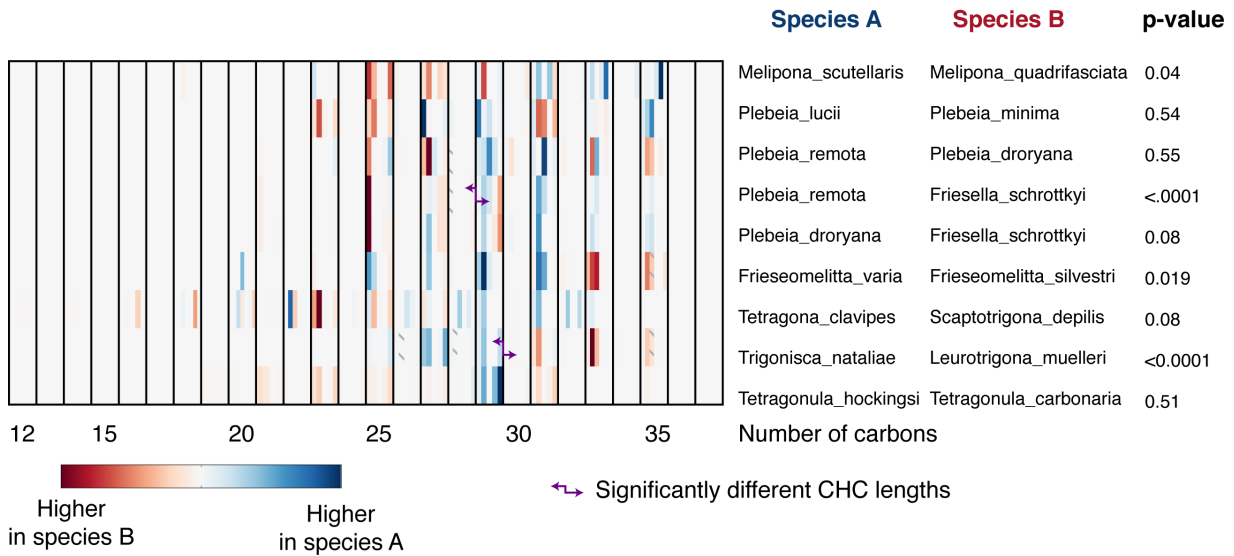 Species A Species B p-value
Melipona_scutellaris Melipona_quadrifasciata 0.04
Plebeia_lucii Plebeia_minima 0.54
Plebeia_remota Plebeia_droryana 0.55
Plebeia_remota Friesella_schrottkyi <.0001
Plebeia_droryana Friesella_schrottkyi 0.08
Frieseomelitta_varia Frieseomelitta_silvestri 0.019
Tetragona_clavipes Scaptotrigona_depilis 0.08
Trigonisca_nataliae Leurotrigona_muelleri <0.0001
Tetragonula_hockingsi Tetragonula_carbonaria 0.51
12 15 20 25 30 35 Number of carbons
Higher
in species B
Higher
in species A
Significantly different CHC lengths